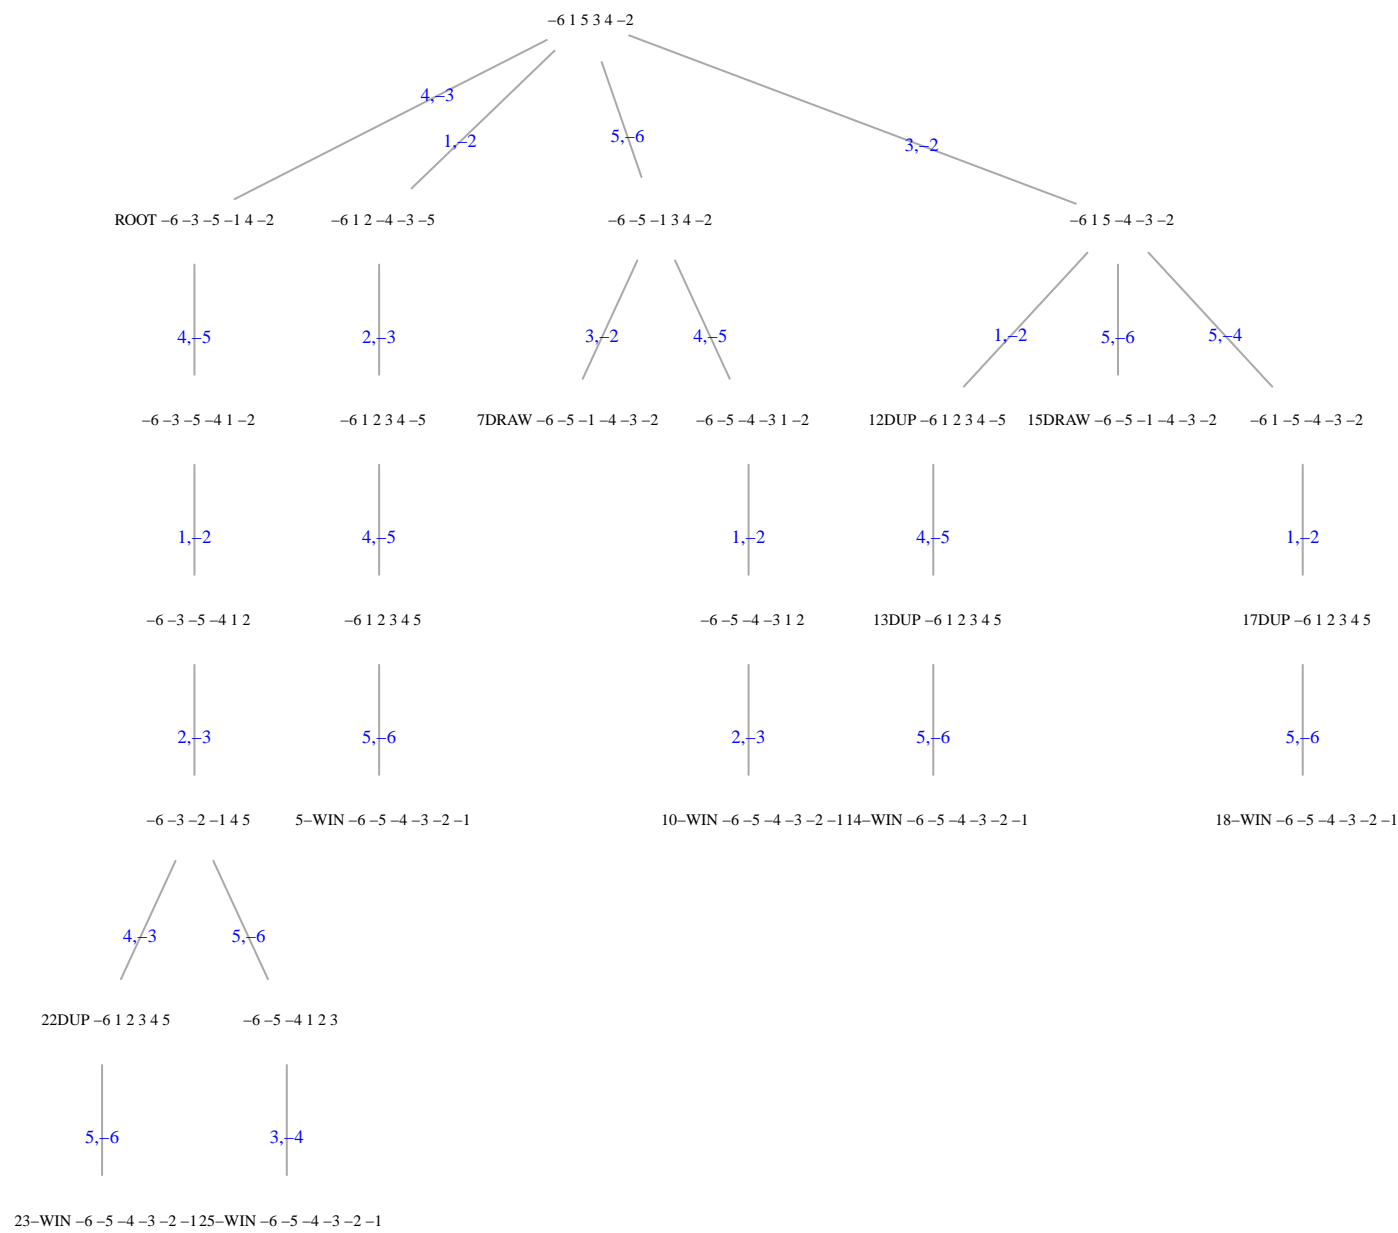 −6 1 5 3 4 −2
4,−3
1,−2
5,−6
3,−2
ROOT −6 −3 −5 −1 4 −2
−6 1 2 −4 −3 −5
−6 −5 −1 3 4 −2
−6 1 5 −4 −3 −2
4,−5
2,−3
3,−2
4,−5
1,−2
5,−6
5,−4
−6 −3 −5 −4 1 −2
−6 1 2 3 4 −5
7DRAW −6 −5 −1 −4 −3 −2
−6 −5 −4 −3 1 −2
12DUP −6 1 2 3 4 −5
15DRAW −6 −5 −1 −4 −3 −2
−6 1 −5 −4 −3 −2
1,−2
4,−5
1,−2
4,−5
1,−2
−6 −3 −5 −4 1 2
−6 1 2 3 4 5
−6 −5 −4 −3 1 2
13DUP −6 1 2 3 4 5
17DUP −6 1 2 3 4 5
2,−3
5,−6
2,−3
5,−6
5,−6
−6 −3 −2 −1 4 5
5−WIN −6 −5 −4 −3 −2 −1
10−WIN −6 −5 −4 −3 −2 −1
14−WIN −6 −5 −4 −3 −2 −1
18−WIN −6 −5 −4 −3 −2 −1
4,−3
5,−6
22DUP −6 1 2 3 4 5
−6 −5 −4 1 2 3
5,−6
3,−4
23−WIN −6 −5 −4 −3 −2 −1
25−WIN −6 −5 −4 −3 −2 −1